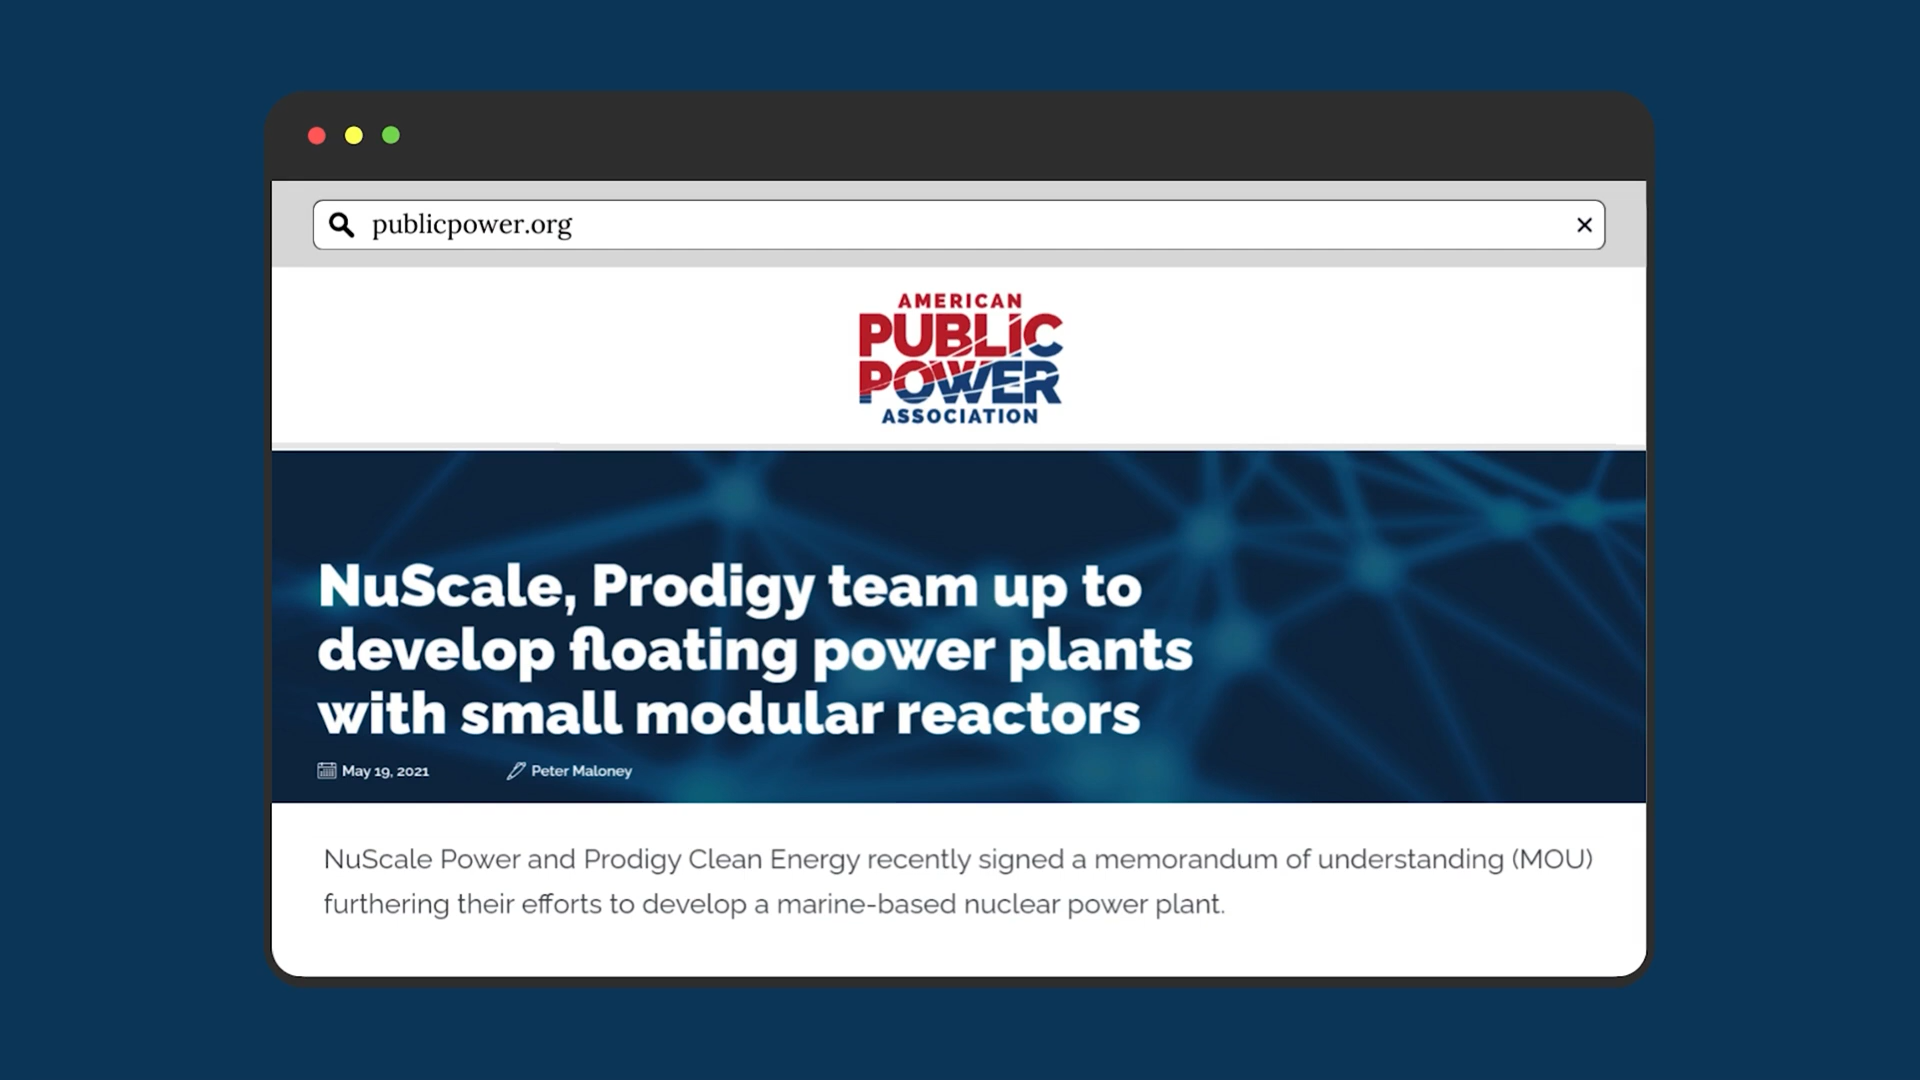 publicpower.org
AMERICAN
PUBLIC
POWER
ASSOCIATION
NuScale, Prodigy team up to
develop floating power plants
with small modular reactors
May 19, 2021 Peter Maloney
NuScale Power and Prodigy Clean Energy recently signed a memorandum of understanding (MOU)
furthering their efforts to develop a marine-based nuclear power plant.